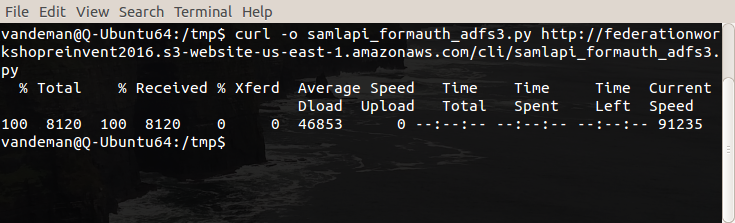 File Edit View Search Terminal Help
vandeman@Q-Ubuntu64:/tmp$ curl -o samlapi_formauth_adfs3.py http://federationwor
kshopreinvent2016.s3-website-us-east-1.amazonaws.com/cli/samlapi_formauth_adfs3.
py
  % Total    % Received % Xferd  Average Speed   Time    Time     Time  Current
                                 Dload  Upload   Total   Spent    Left  Speed
100  8120  100  8120    0     0  46853      0 --:--:-- --:--:-- --:--:-- 91235
vandeman@Q-Ubuntu64:/tmp$